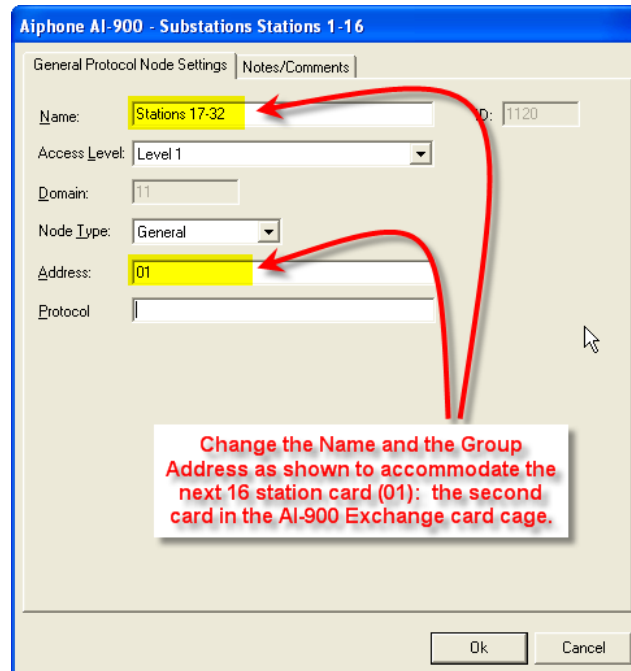 Aiphone AI-900 - Substations Stations 1-16
General Protocol Node Settings
Notes/Comments
Name: Stations 17-32 D: 1120
Access Level: Level 1
Domain: 11
Node Type: General
Address: 01
Protocol
Change the Name and the Group
Address as shown to accommodate the
next 16 station card (01): the second
card in the AI-900 Exchange card cage.
Ok Cancel